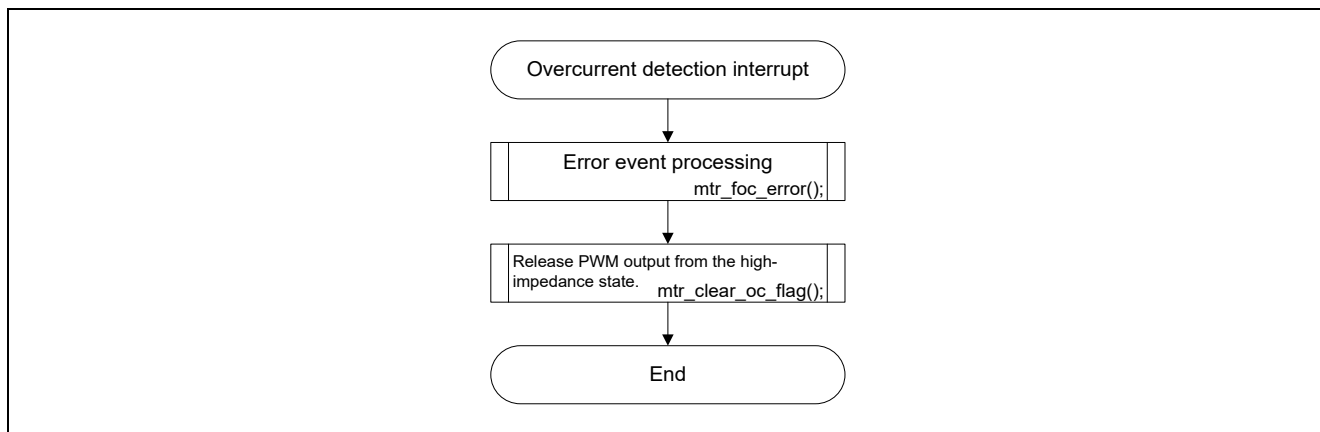 Overcurrent detection interrupt
Error event processing
mtr_foc_error();
Release PWM output from the high-
impedance state.
mtr_clear_oc_flag();
End